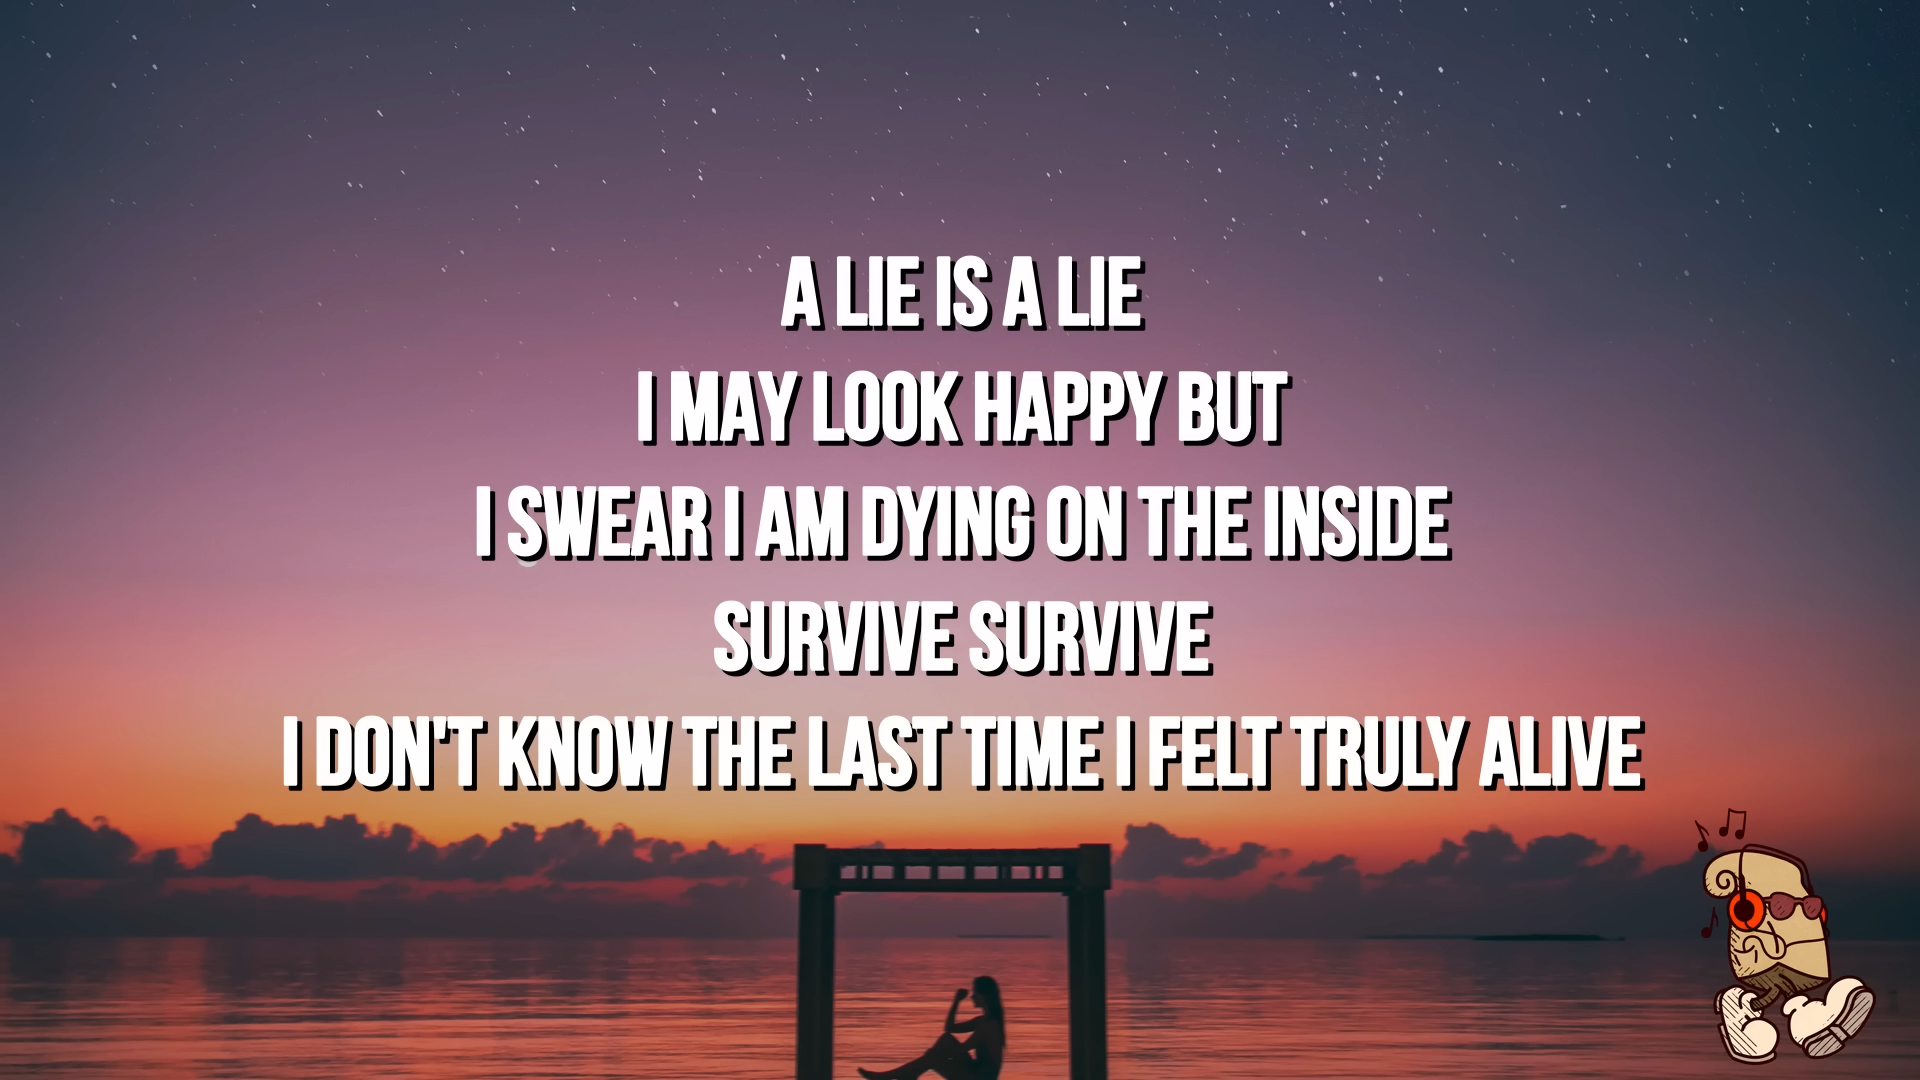 A LIE IS A LIE
I MAY LOOK HAPPY BUT
I SWEAR I AM DYING ON THE INSIDE
SURVIVE SURVIVE
I DON'T KNOW THE LAST TIME I FELT TRULY ALIVE